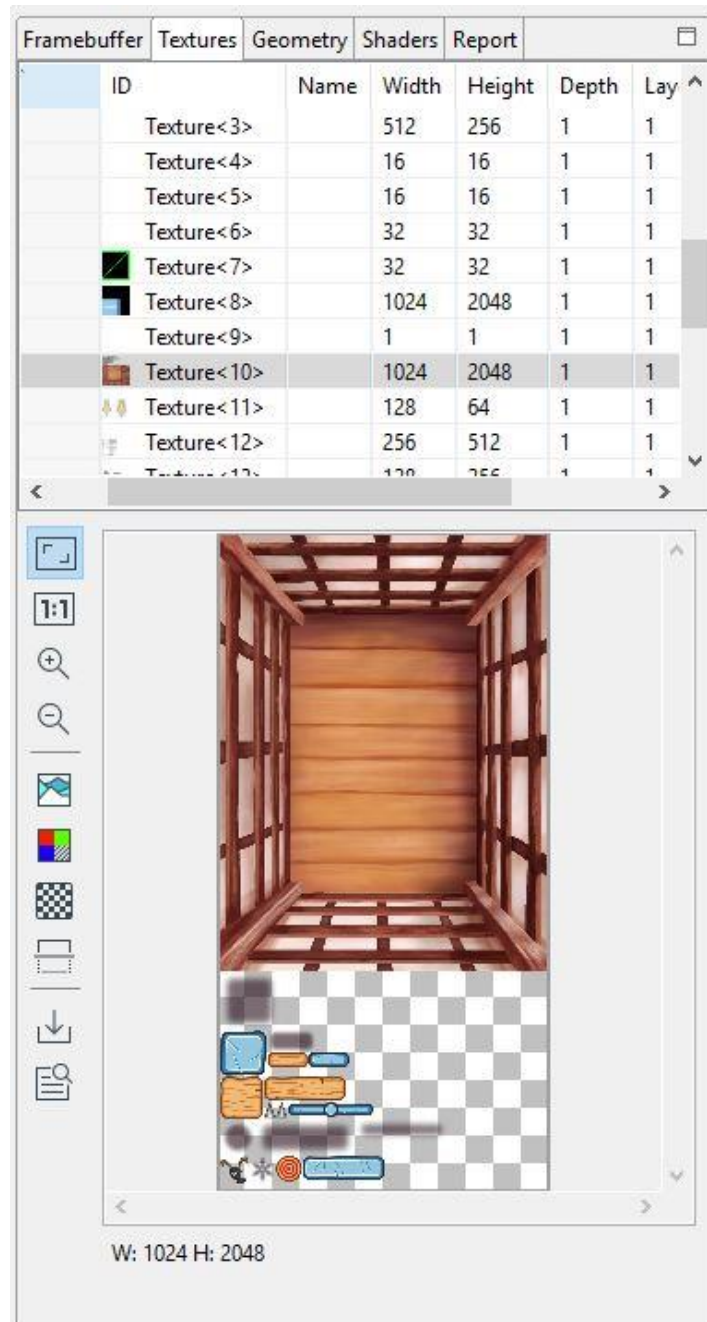 Framebuffer Textures Geometry Shaders Report
ID Name Width Height Depth Lay
Texture<3> 512 256 1 1
Texture<4> 16 16 1 1
Texture<5> 16 16 1 1
Texture<6> 32 32 1 1
Texture<7> 32 32 1 1
Texture<8> 1024 2048 1 1
Texture<9> 1 1 1 1
Texture<10> 1024 2048 1 1
Texture<11> 128 64 1 1
Texture<12> 256 512 1 1
1:1
W: 1024 H: 2048